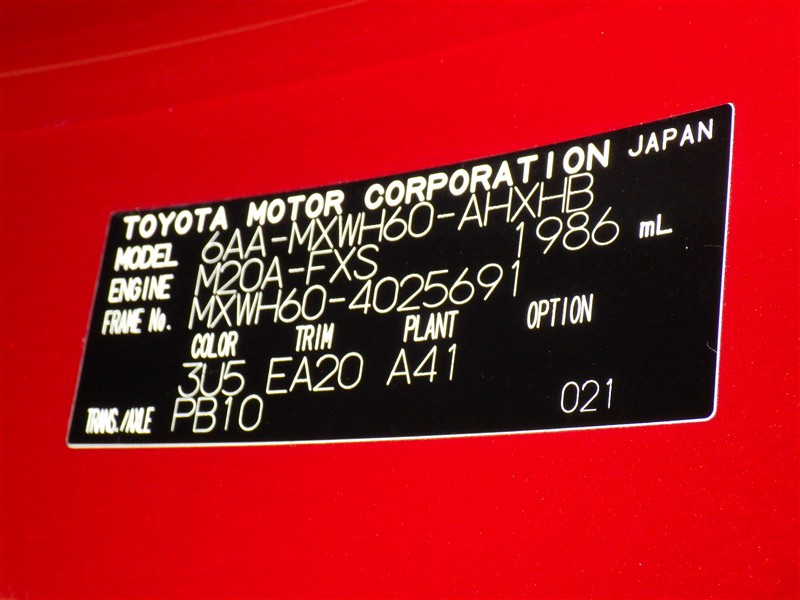 TOYOTA MOTOR CORPORATION JAPAN
MODEL 6AA-MXWH60-AHXHB
ENGINE M20A-FXS 1986 mL
FRAME No. MXWH60-4025691
COLOR TRIM PLANT OPTION
3U5 EA20 A41
TRANS./AXLE PB10 021